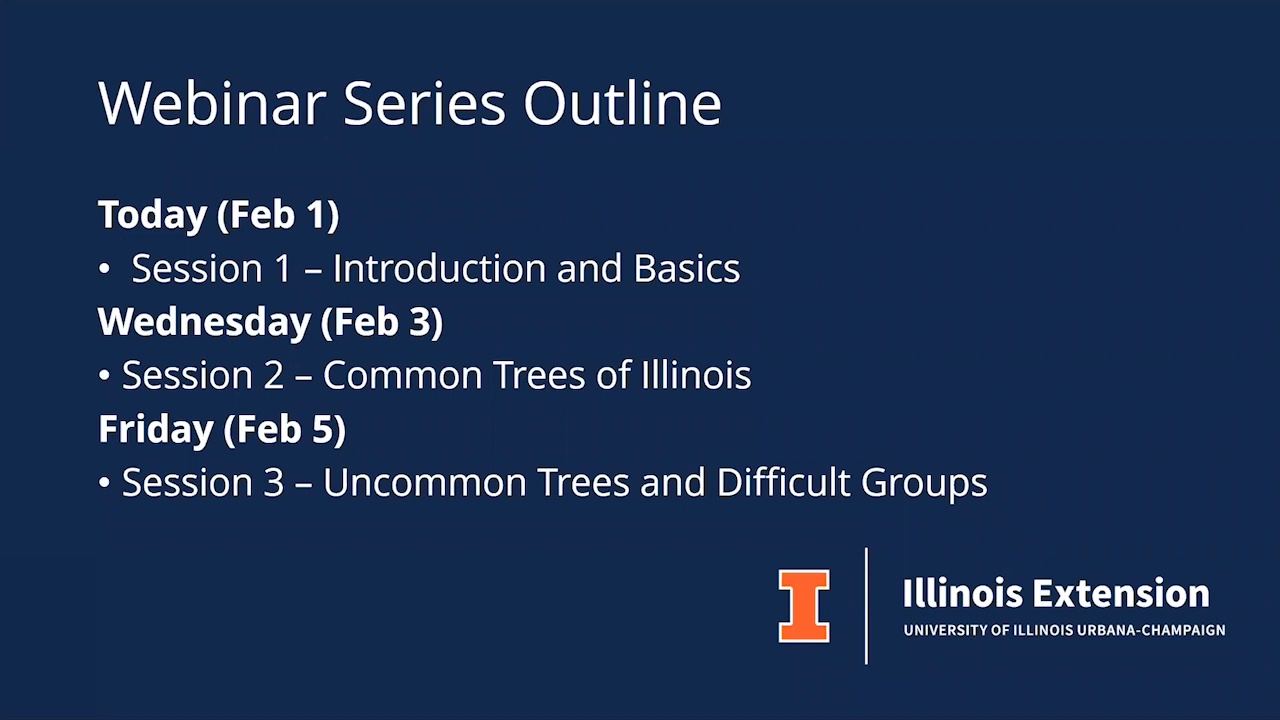 Webinar Series Outline
Today (Feb 1)
• Session 1 – Introduction and Basics
Wednesday (Feb 3)
• Session 2 – Common Trees of Illinois
Friday (Feb 5)
• Session 3 – Uncommon Trees and Difficult Groups
I
Illinois Extension
UNIVERSITY OF ILLINOIS URBANA-CHAMPAIGN